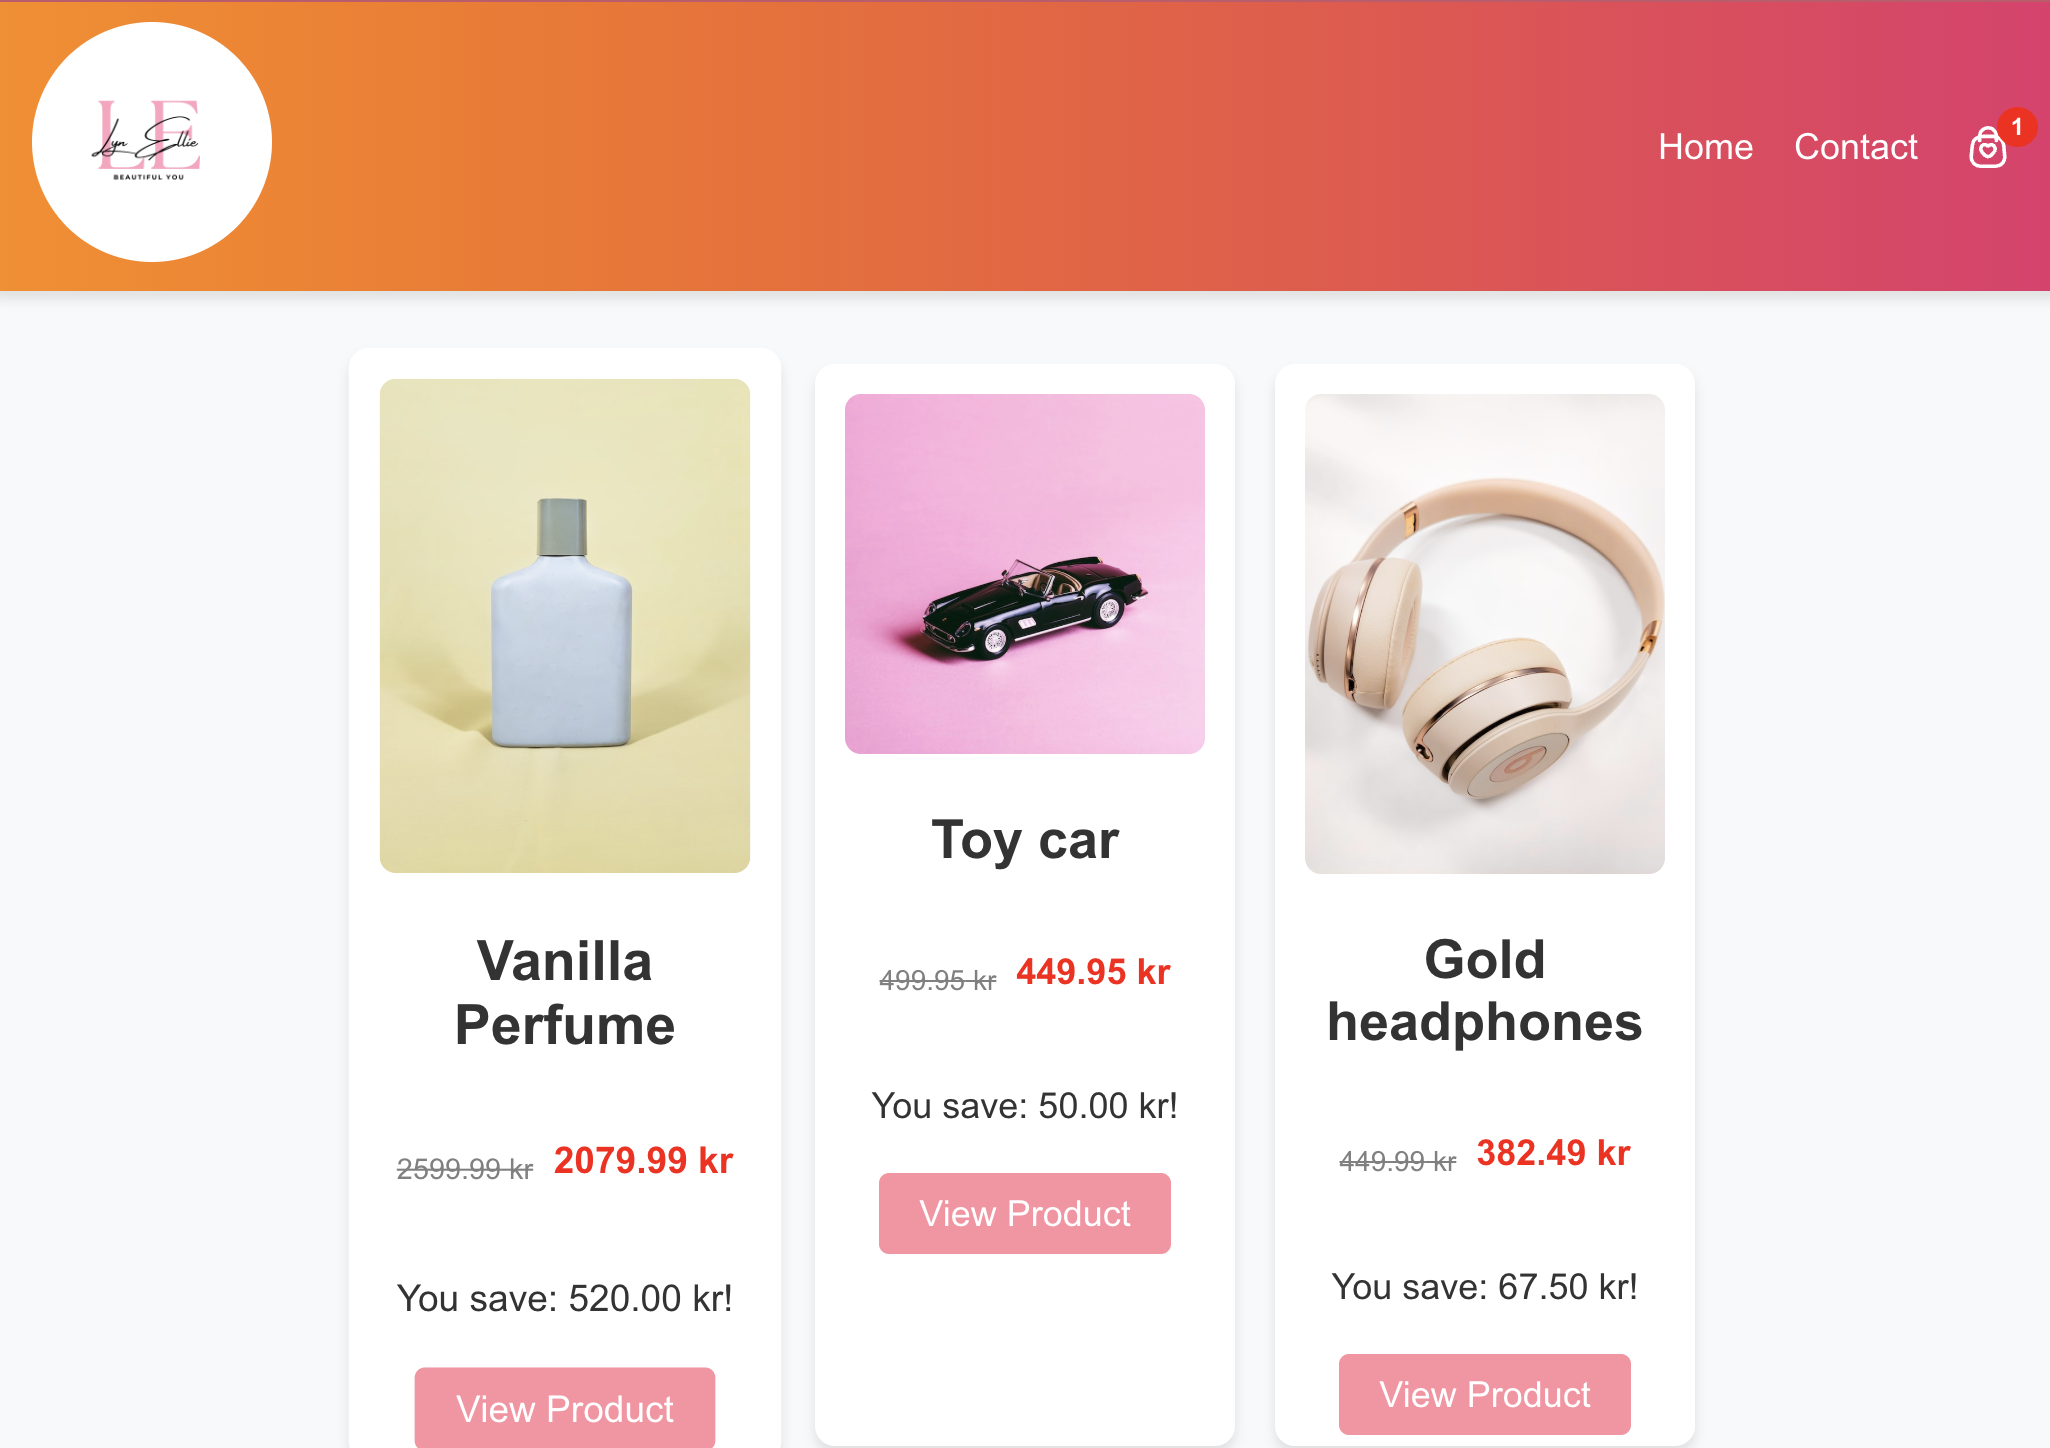 LE
Lyn Ellie
BEAUTIFUL YOU
Home
Contact
1
Vanilla
Perfume
2599.99 kr 2079.99 kr
You save: 520.00 kr!
View Product
Toy car
499.95 kr 449.95 kr
You save: 50.00 kr!
View Product
Gold
headphones
449.99 kr 382.49 kr
You save: 67.50 kr!
View Product